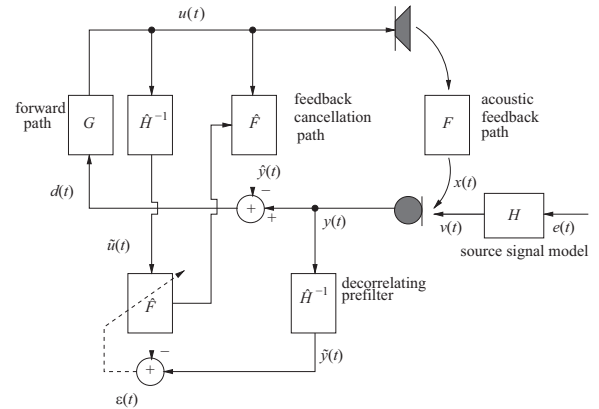 u(t)
forward path
G
Ĥ⁻¹
F̂
feedback cancellation path
F
acoustic feedback path
ŷ(t)
x(t)
d(t)
−
+
+
y(t)
v(t)
H
e(t)
source signal model
ũ(t)
F̂
Ĥ⁻¹
decorrelating prefilter
ỹ(t)
−
+
ε(t)